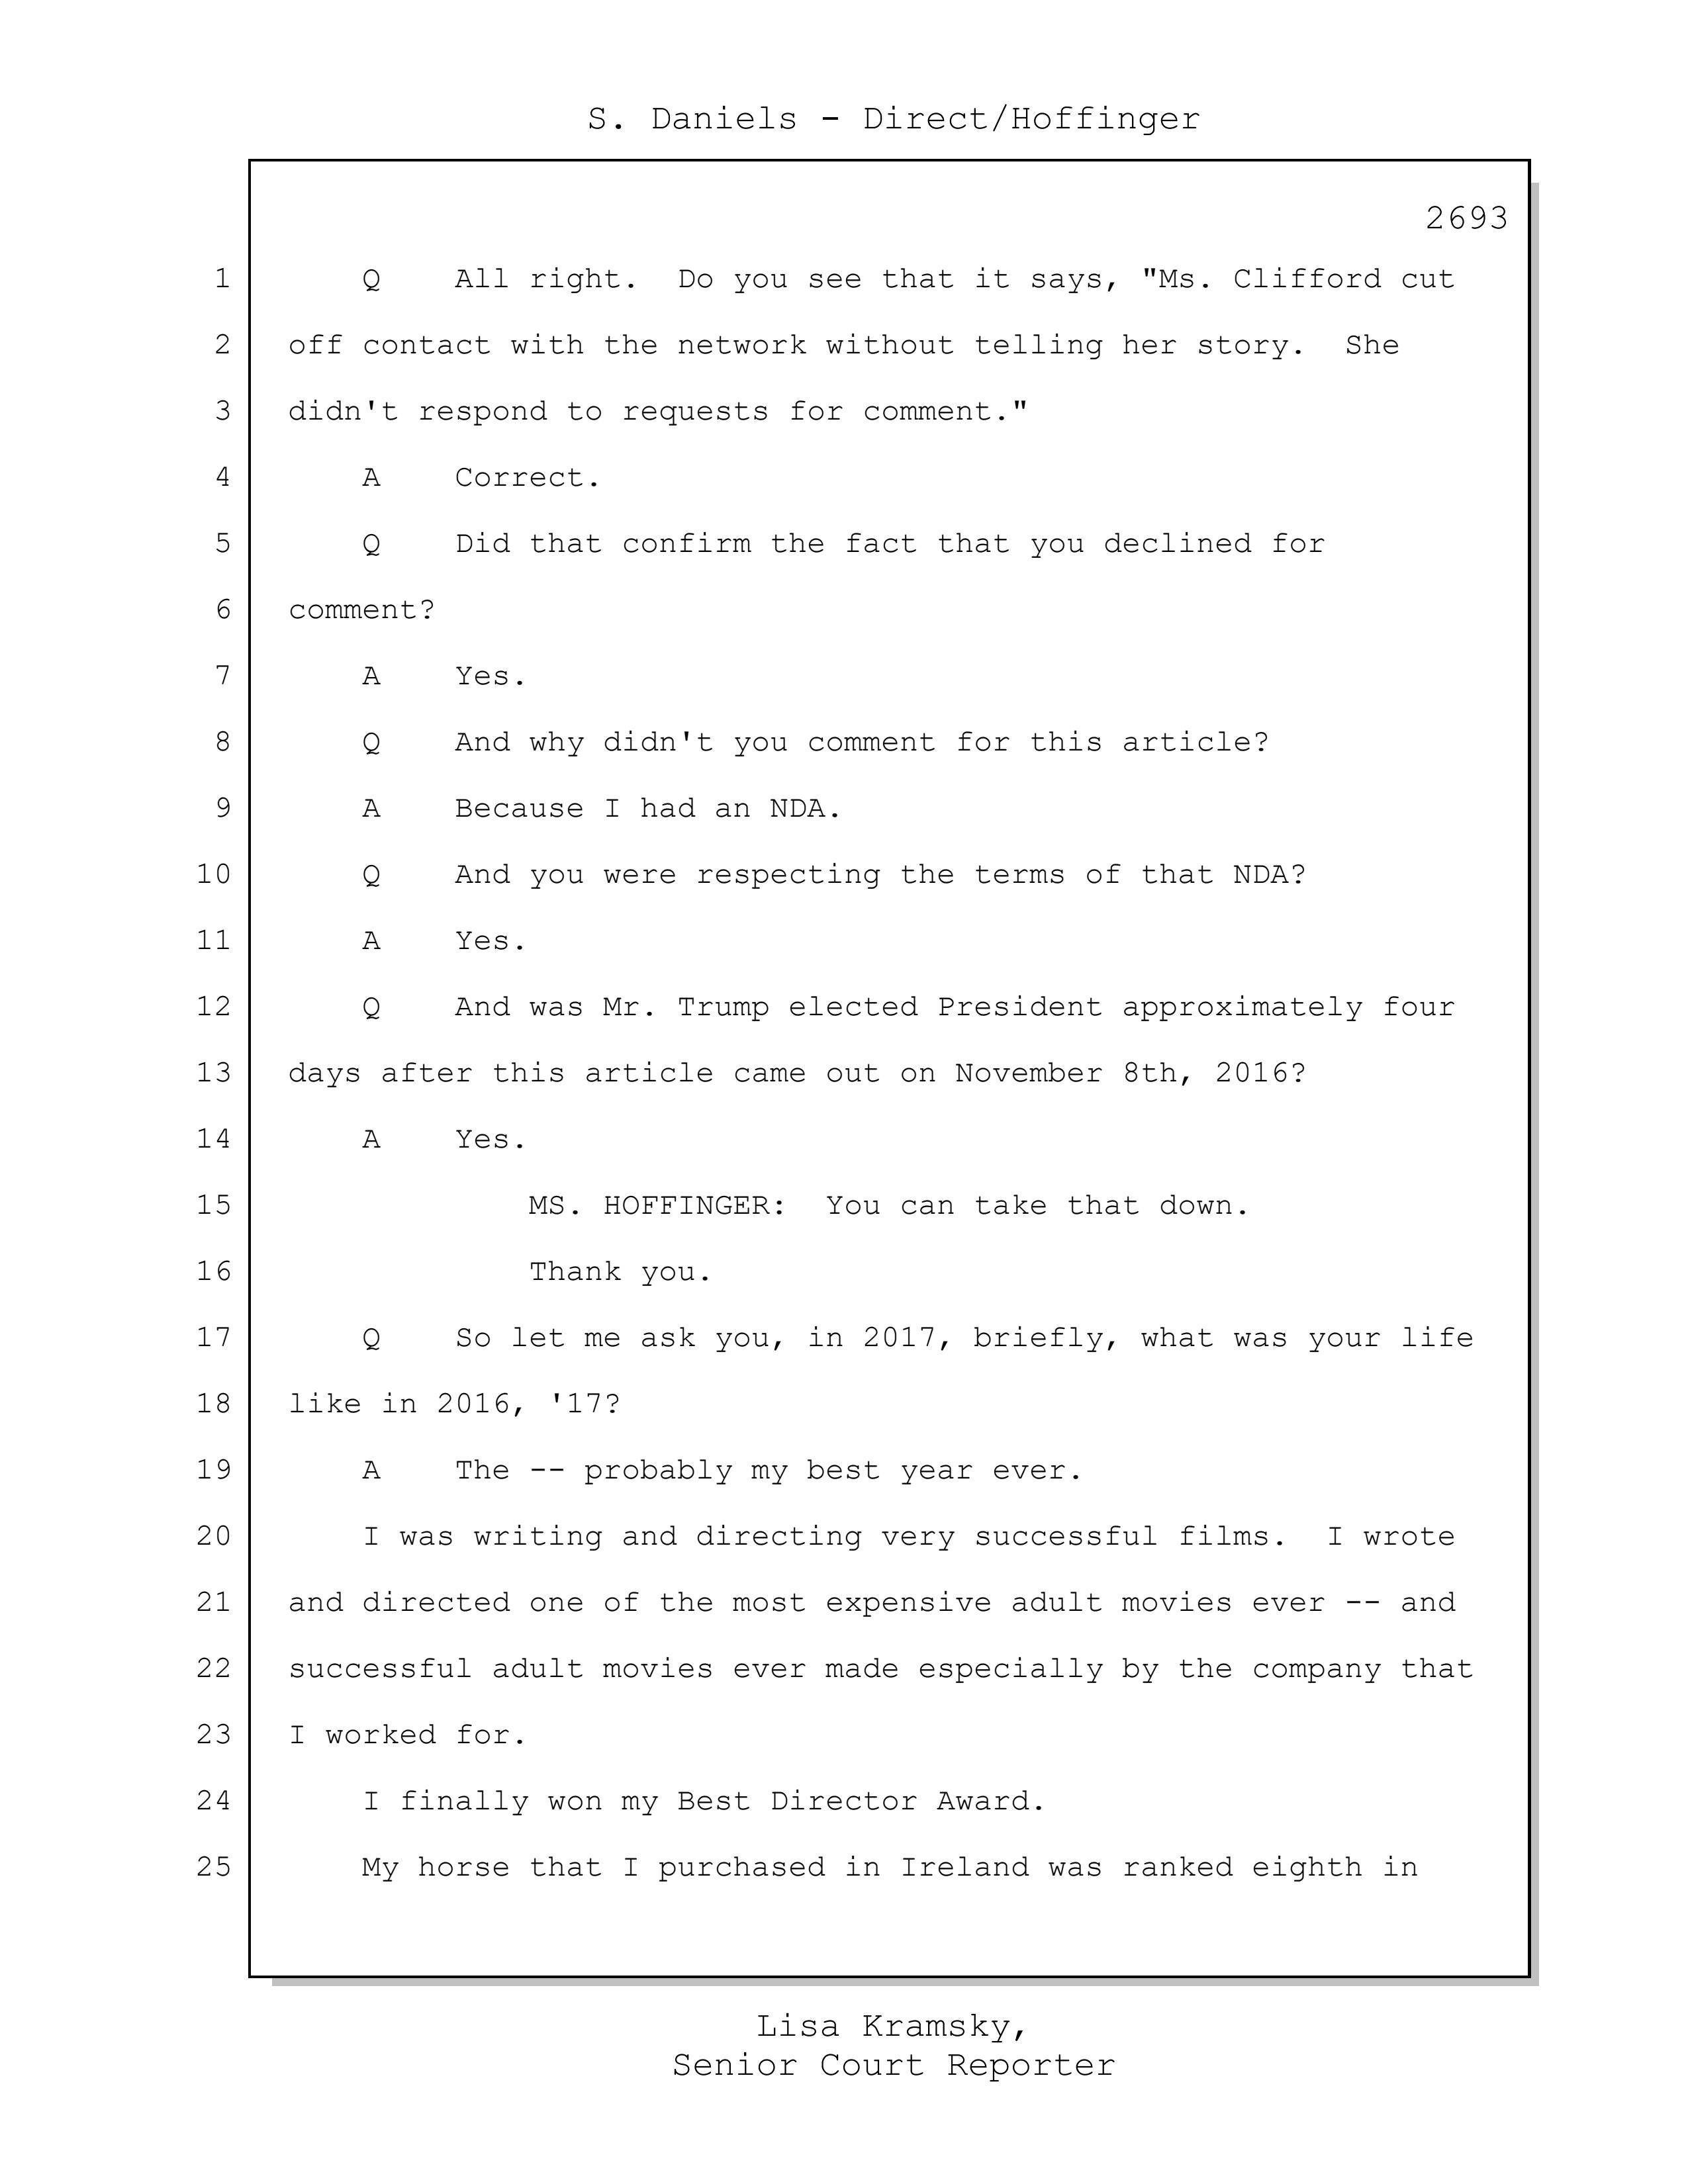 S. Daniels - Direct/Hoffinger
2693
1 Q All right. Do you see that it says, "Ms. Clifford cut
2 off contact with the network without telling her story. She
3 didn't respond to requests for comment."
4 A Correct.
5 Q Did that confirm the fact that you declined for
6 comment?
7 A Yes.
8 Q And why didn't you comment for this article?
9 A Because I had an NDA.
10 Q And you were respecting the terms of that NDA?
11 A Yes.
12 Q And was Mr. Trump elected President approximately four
13 days after this article came out on November 8th, 2016?
14 A Yes.
15 MS. HOFFINGER: You can take that down.
16 Thank you.
17 Q So let me ask you, in 2017, briefly, what was your life
18 like in 2016, '17?
19 A The -- probably my best year ever.
20 I was writing and directing very successful films. I wrote
21 and directed one of the most expensive adult movies ever -- and
22 successful adult movies ever made especially by the company that
23 I worked for.
24 I finally won my Best Director Award.
25 My horse that I purchased in Ireland was ranked eighth in
Lisa Kramsky,
Senior Court Reporter